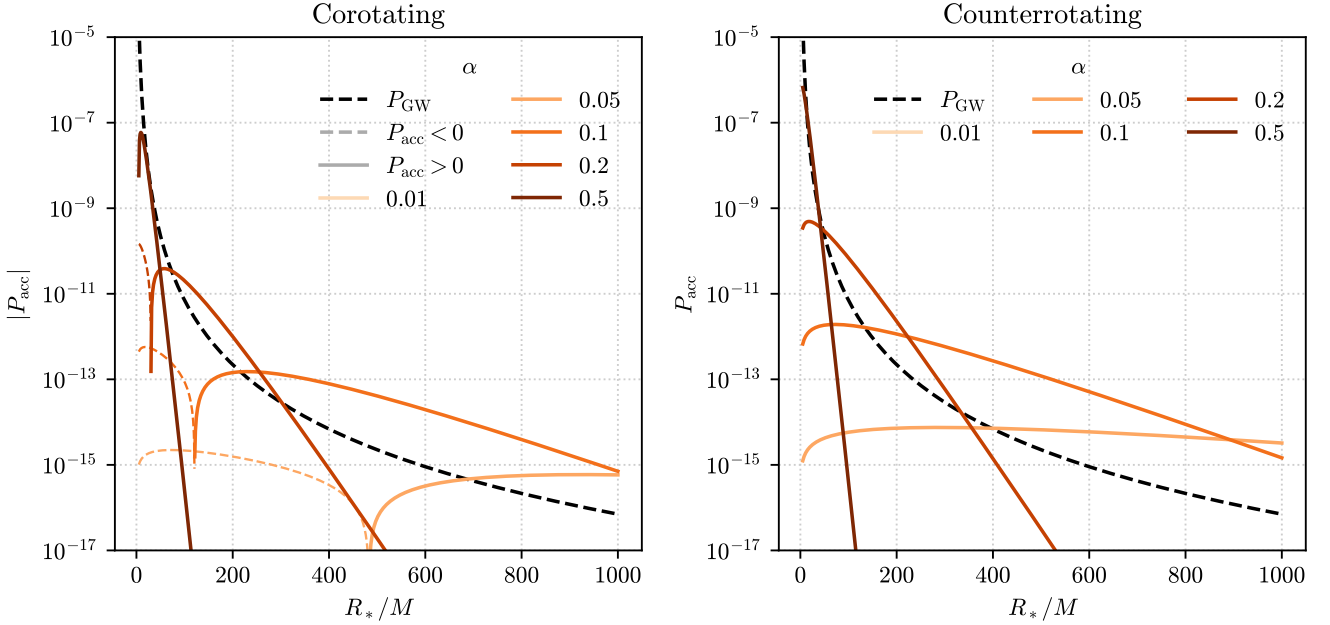 Corotating
|P_acc|
10^−5
10^−7
10^−9
10^−11
10^−13
10^−15
10^−17
α
P_GW
P_acc < 0
P_acc > 0
0.01
0.05
0.1
0.2
0.5
0 200 400 600 800 1000
R_*/M
Counterrotating
P_acc
10^−5
10^−7
10^−9
10^−11
10^−13
10^−15
10^−17
α
P_GW
0.01
0.05
0.1
0.2
0.5
0 200 400 600 800 1000
R_*/M